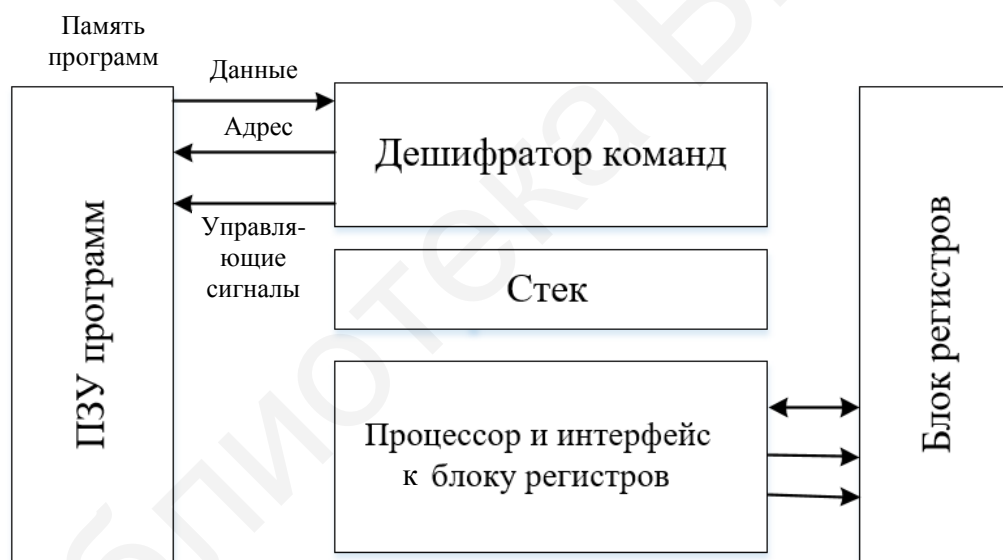 Память
программ
Данные
Адрес
Управля-
ющие
сигналы
ПЗУ программ
Дешифратор команд
Стек
Процессор и интерфейс
к блоку регистров
Блок регистров